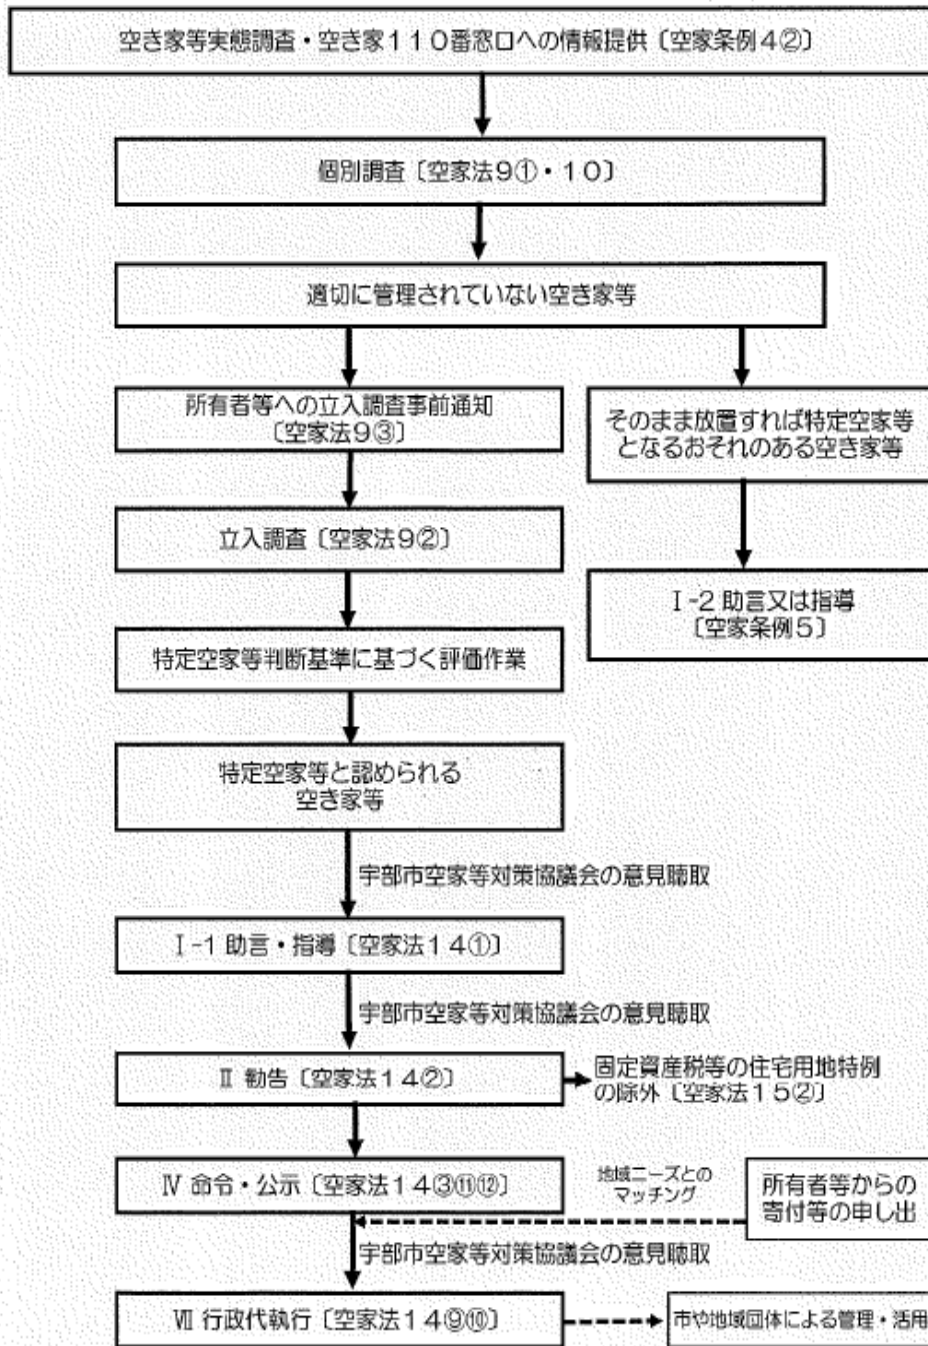 空き家等実態調査・空き家110番窓口への情報提供〔空家条例4②〕
個別調査〔空家法9①・10〕
適切に管理されていない空き家等
所有者等への立入調査事前通知
〔空家法9③〕
そのまま放置すれば特定空家等
となるおそれのある空き家等
立入調査〔空家法9②〕
Ⅰ-2 助言又は指導
〔空家条例5〕
特定空家等判断基準に基づく評価作業
特定空家等と認められる
空き家等
宇部市空家等対策協議会の意見聴取
Ⅰ-1 助言・指導〔空家法14①〕
宇部市空家等対策協議会の意見聴取
Ⅱ 勧告〔空家法14②〕
固定資産税等の住宅用地特例
の除外〔空家法15②〕
Ⅳ 命令・公示〔空家法14③⑪⑫〕
地域ニーズとの
マッチング
所有者等からの
寄付等の申し出
宇部市空家等対策協議会の意見聴取
Ⅶ 行政代執行〔空家法14⑨⑩〕
市や地域団体による管理・活用